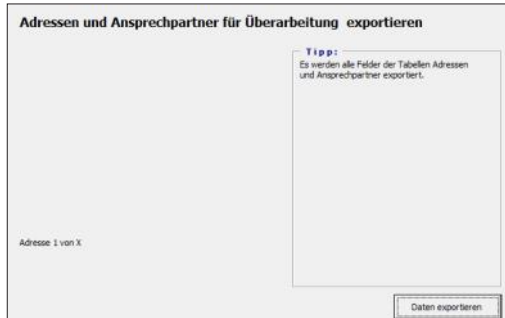 Adressen und Ansprechpartner für Überarbeitung exportieren
Tipp:
Es werden alle Felder der Tabellen Adressen
und Ansprechpartner exportiert.
Adresse 1 von X
Daten exportieren